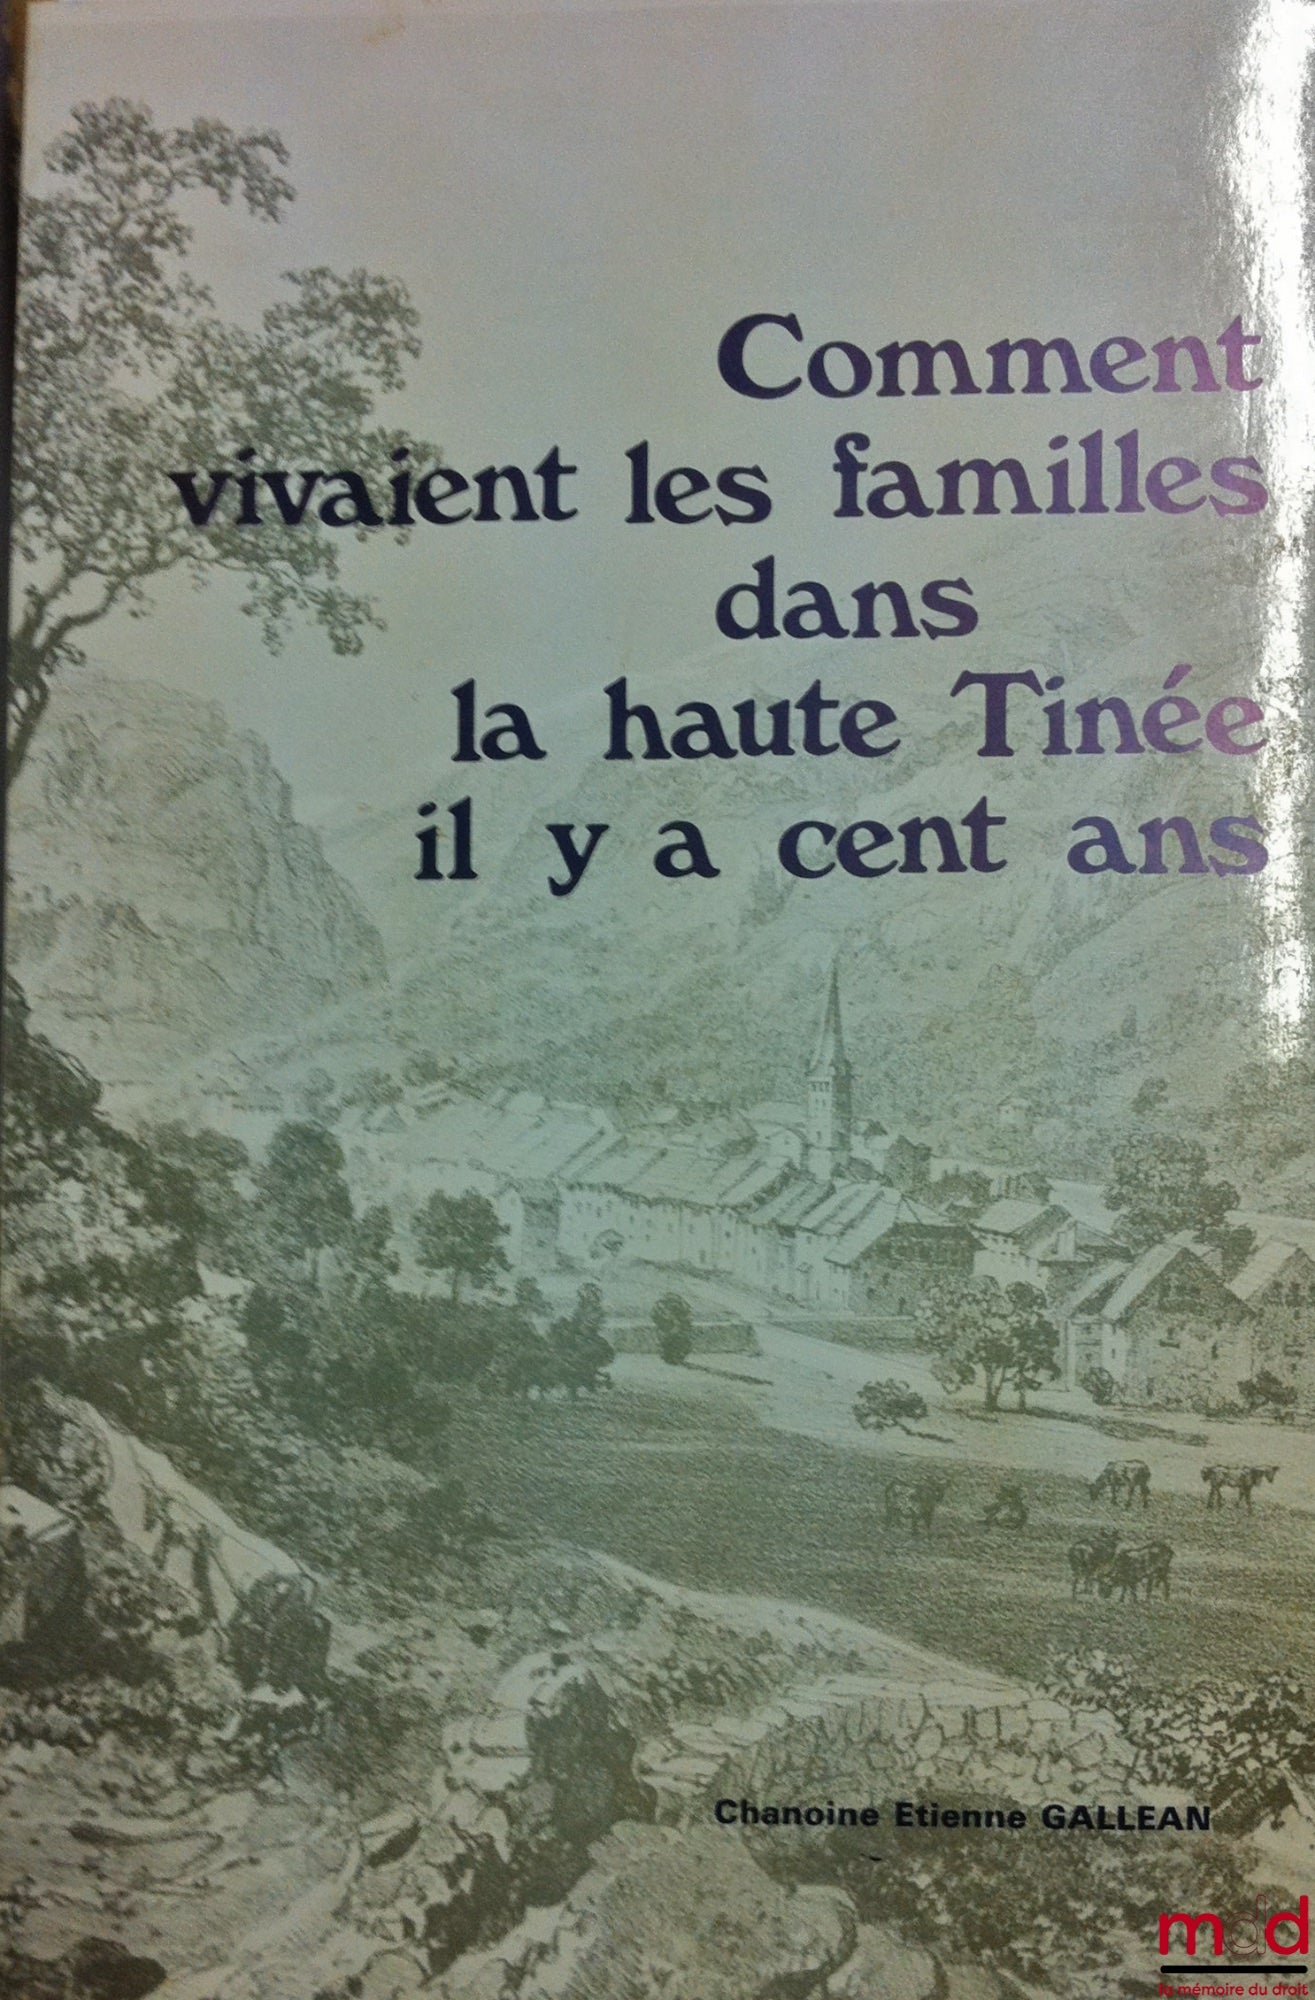 Comment
vivaient les familles
dans
la haute Tinée
il y a cent ans
Chanoine Etienne GALLEAN
mdd
la mémoire du droit